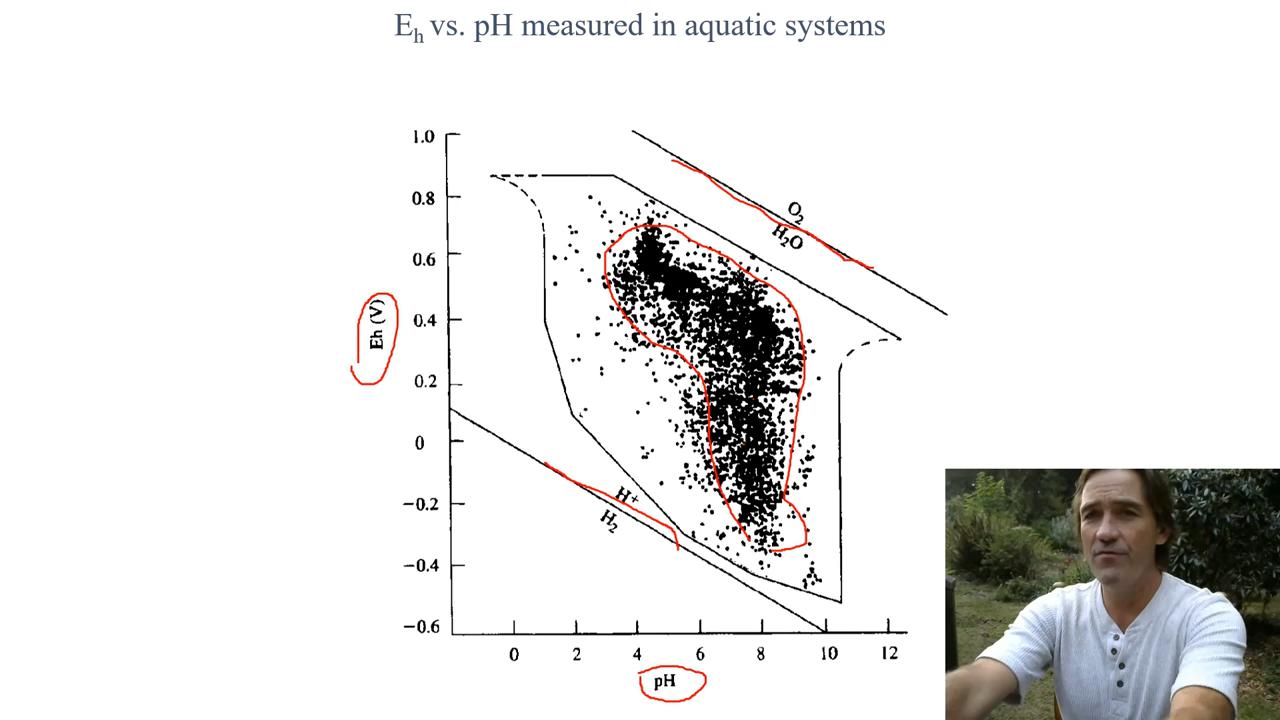 Eh vs. pH measured in aquatic systems
1.0
0.8
0.6
0.4
0.2
0
−0.2
−0.4
−0.6
Eh (V)
O2
H2O
H+
H2
0 2 4 6 8 10 12
pH